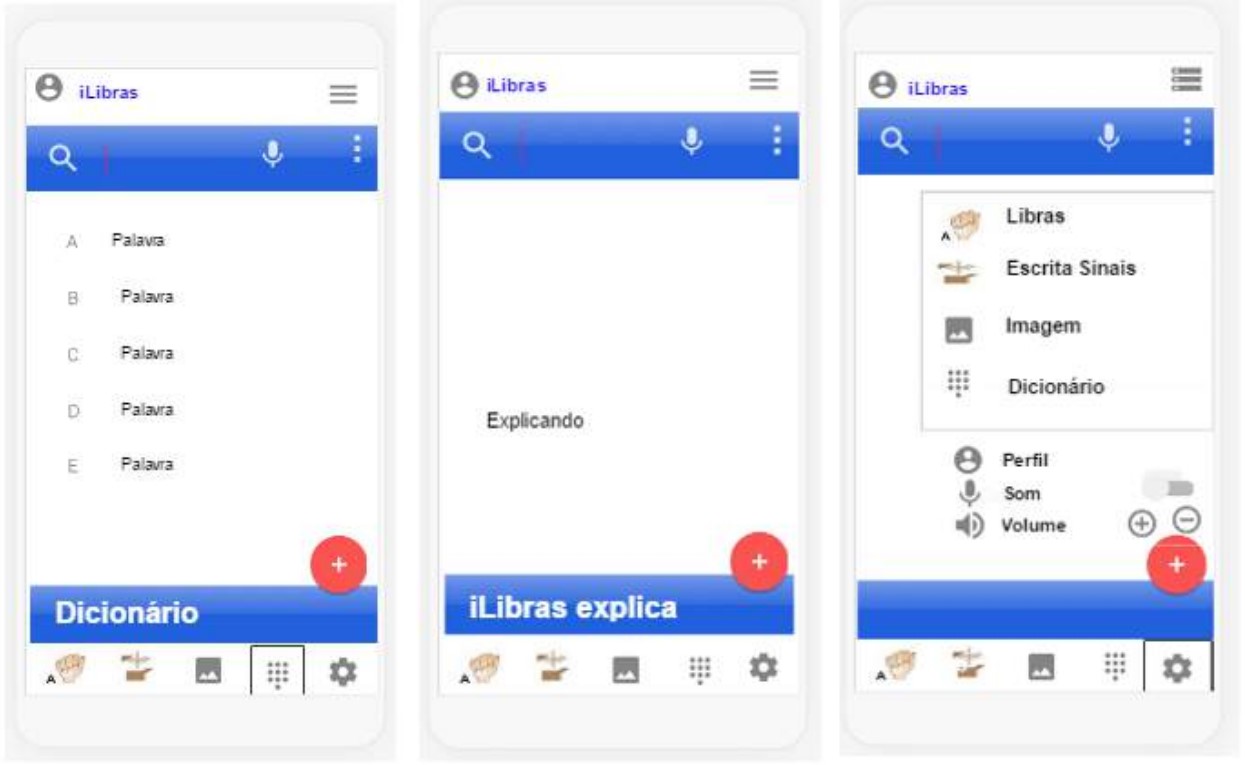 iLibras
A Palavra
B Palavra
C Palavra
D Palavra
E Palavra
+
Dicionário
A
iLibras
Explicando
+
iLibras explica
A
iLibras
A Libras
Escrita Sinais
Imagem
Dicionário
Perfil
Som
Volume
+
A